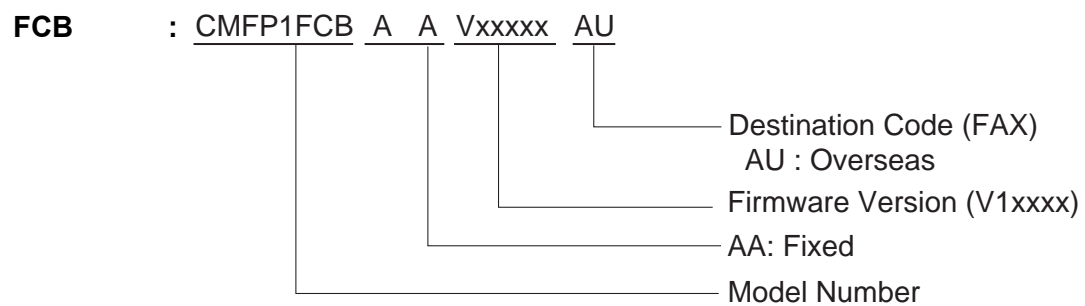 FCB : CMFP1FCB A A Vxxxxx AU
Destination Code (FAX)
AU : Overseas
Firmware Version (V1xxxx)
AA: Fixed
Model Number